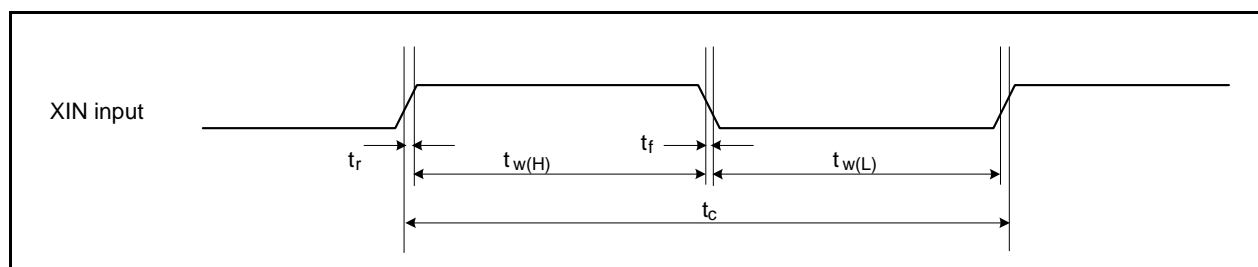 XIN input
tr
tw(H)
tf
tw(L)
tc